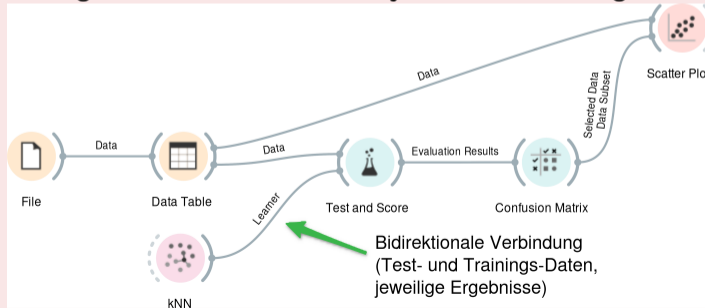 Data
Selected Data
Data Subset
Scatter Plo
Data
Data
Evaluation Results
File
Data Table
Test and Score
Confusion Matrix
Learner
Bidirektionale Verbindung
(Test- und Trainings-Daten,
jeweilige Ergebnisse)
kNN